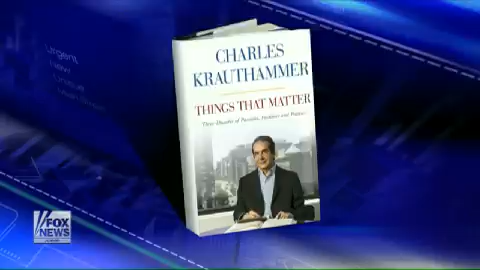 CHARLES
KRAUTHAMMER
THINGS THAT MATTER
Three Decades of Passions, Pastimes and Politics
FOX
NEWS